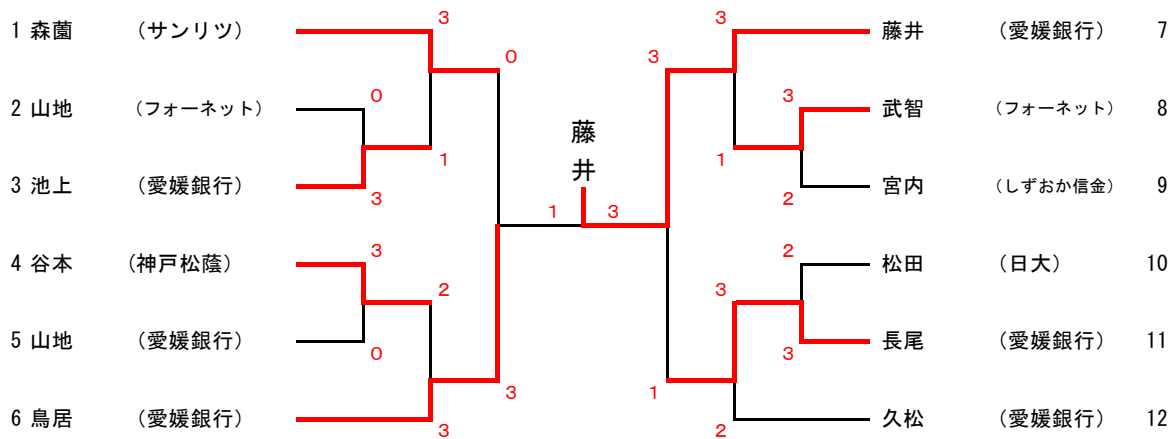 1 森薗 （サンリツ）
2 山地 （フォーネット）
3 池上 （愛媛銀行）
4 谷本 （神戸松蔭）
5 山地 （愛媛銀行）
6 鳥居 （愛媛銀行）
3
0
0
1
3
3
2
0
3
3
1
藤井
3
3
3
3
1
2
2
3
3
1
2
藤井 （愛媛銀行） 7
武智 （フォーネット） 8
宮内 （しずおか信金） 9
松田 （日大） 10
長尾 （愛媛銀行） 11
久松 （愛媛銀行） 12